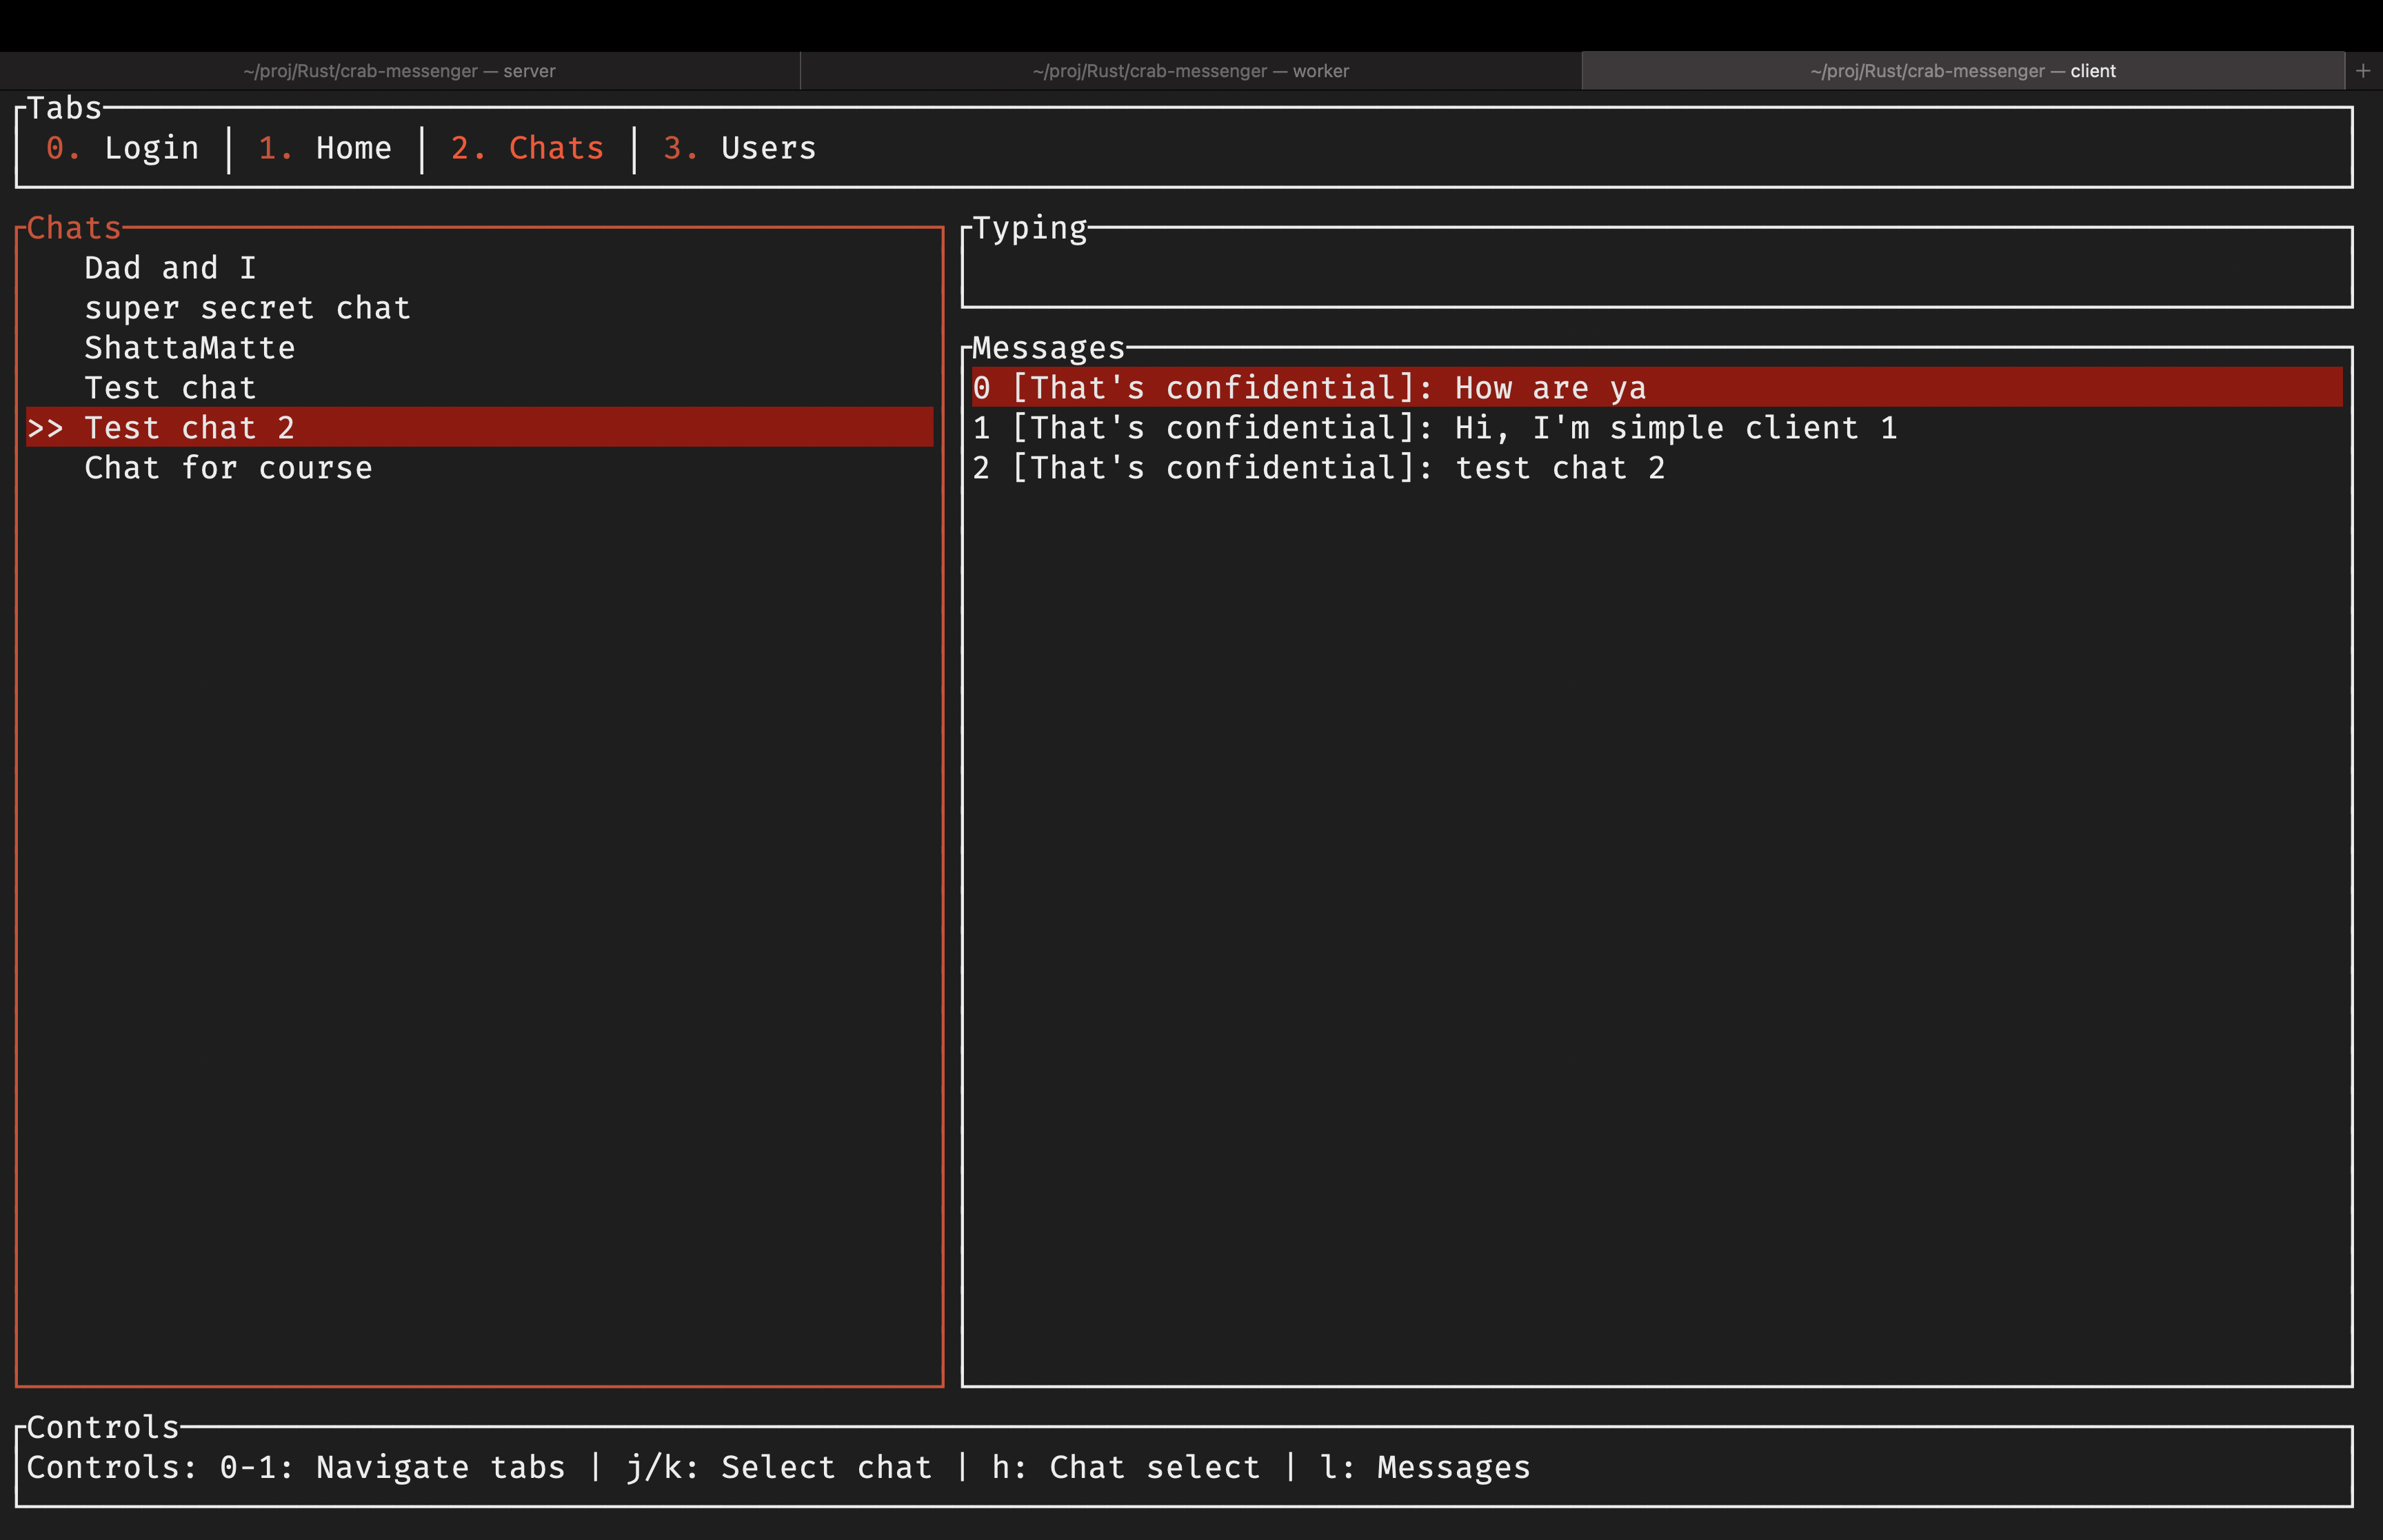 ~/proj/Rust/crab-messenger — server
~/proj/Rust/crab-messenger — worker
~/proj/Rust/crab-messenger — client
+
Tabs
0. Login | 1. Home | 2. Chats | 3. Users
Chats
Dad and I
super secret chat
ShattaMatte
Test chat
>> Test chat 2
Chat for course
Typing
Messages
0 [That's confidential]: How are ya
1 [That's confidential]: Hi, I'm simple client 1
2 [That's confidential]: test chat 2
Controls
Controls: 0-1: Navigate tabs | j/k: Select chat | h: Chat select | l: Messages